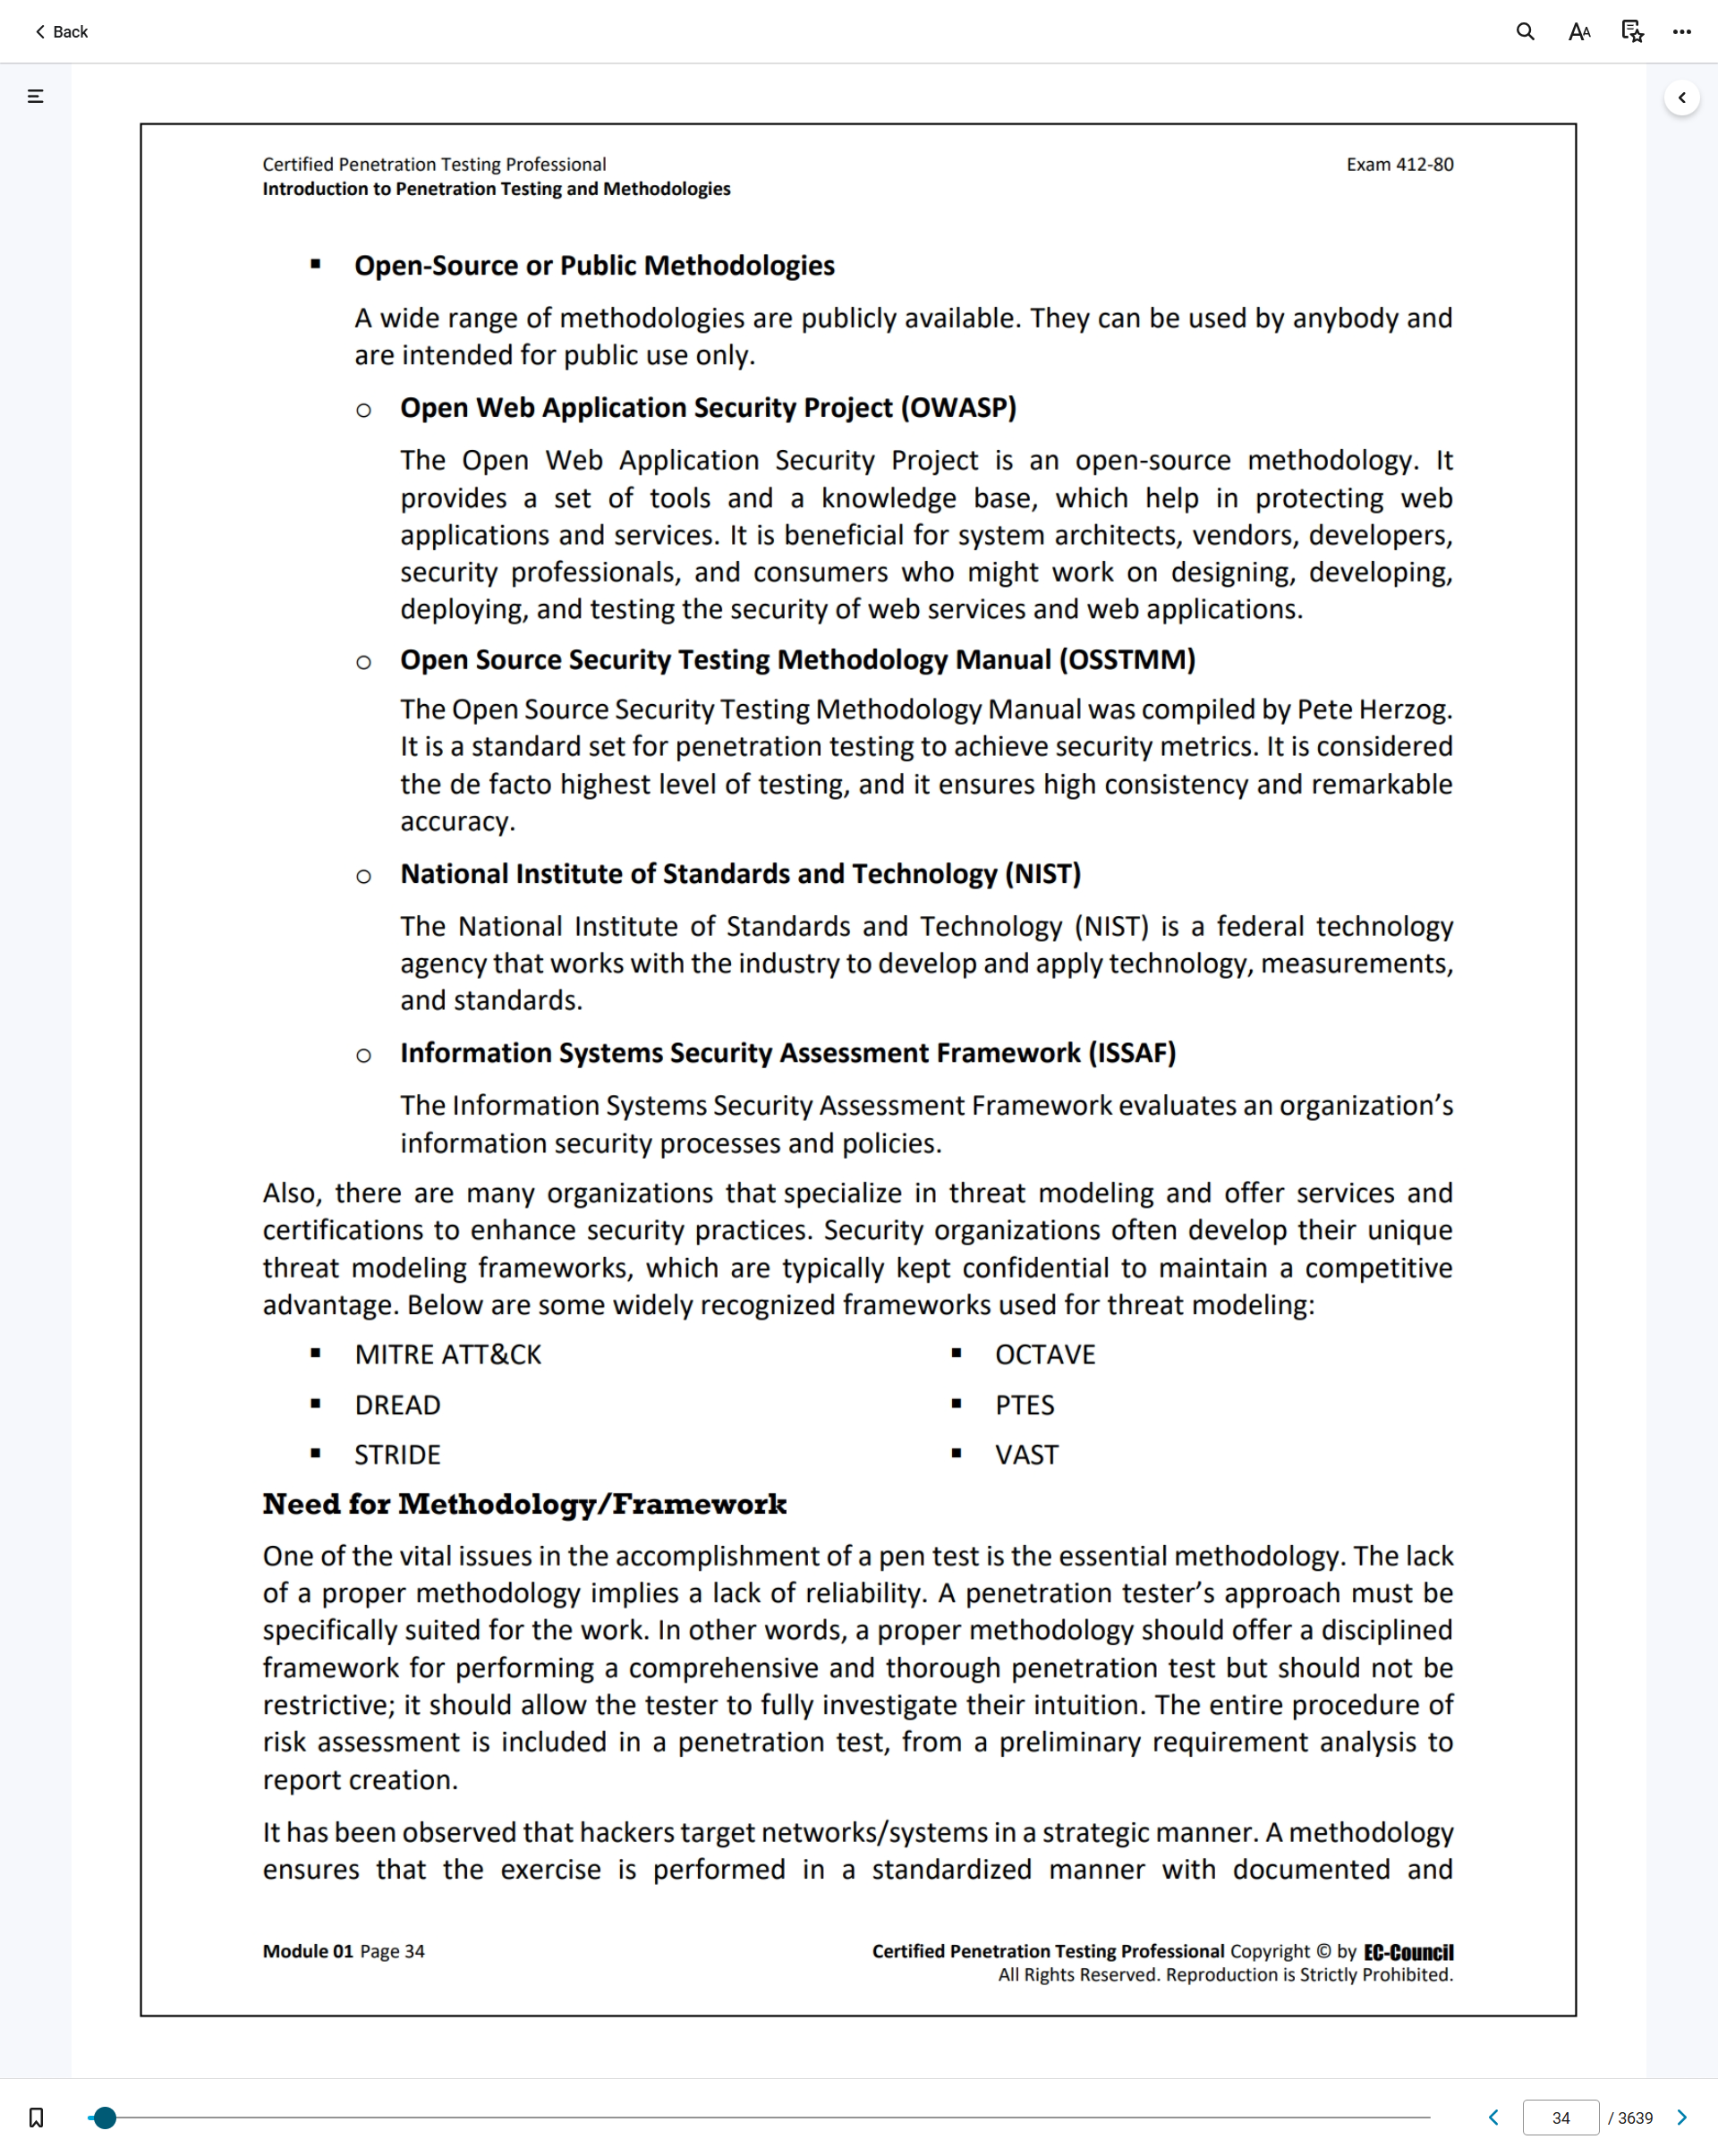 Back
Certified Penetration Testing Professional
Exam 412-80
Introduction to Penetration Testing and Methodologies
▪ Open-Source or Public Methodologies
A wide range of methodologies are publicly available. They can be used by anybody and
are intended for public use only.
o Open Web Application Security Project (OWASP)
The Open Web Application Security Project is an open-source methodology. It
provides a set of tools and a knowledge base, which help in protecting web
applications and services. It is beneficial for system architects, vendors, developers,
security professionals, and consumers who might work on designing, developing,
deploying, and testing the security of web services and web applications.
o Open Source Security Testing Methodology Manual (OSSTMM)
The Open Source Security Testing Methodology Manual was compiled by Pete Herzog.
It is a standard set for penetration testing to achieve security metrics. It is considered
the de facto highest level of testing, and it ensures high consistency and remarkable
accuracy.
o National Institute of Standards and Technology (NIST)
The National Institute of Standards and Technology (NIST) is a federal technology
agency that works with the industry to develop and apply technology, measurements,
and standards.
o Information Systems Security Assessment Framework (ISSAF)
The Information Systems Security Assessment Framework evaluates an organization’s
information security processes and policies.
Also, there are many organizations that specialize in threat modeling and offer services and
certifications to enhance security practices. Security organizations often develop their unique
threat modeling frameworks, which are typically kept confidential to maintain a competitive
advantage. Below are some widely recognized frameworks used for threat modeling:
▪ MITRE ATT&CK
▪ DREAD
▪ STRIDE
▪ OCTAVE
▪ PTES
▪ VAST
Need for Methodology/Framework
One of the vital issues in the accomplishment of a pen test is the essential methodology. The lack
of a proper methodology implies a lack of reliability. A penetration tester’s approach must be
specifically suited for the work. In other words, a proper methodology should offer a disciplined
framework for performing a comprehensive and thorough penetration test but should not be
restrictive; it should allow the tester to fully investigate their intuition. The entire procedure of
risk assessment is included in a penetration test, from a preliminary requirement analysis to
report creation.
It has been observed that hackers target networks/systems in a strategic manner. A methodology
ensures that the exercise is performed in a standardized manner with documented and
Module 01 Page 34
Certified Penetration Testing Professional Copyright © by EC-Council
All Rights Reserved. Reproduction is Strictly Prohibited.
34 / 3639